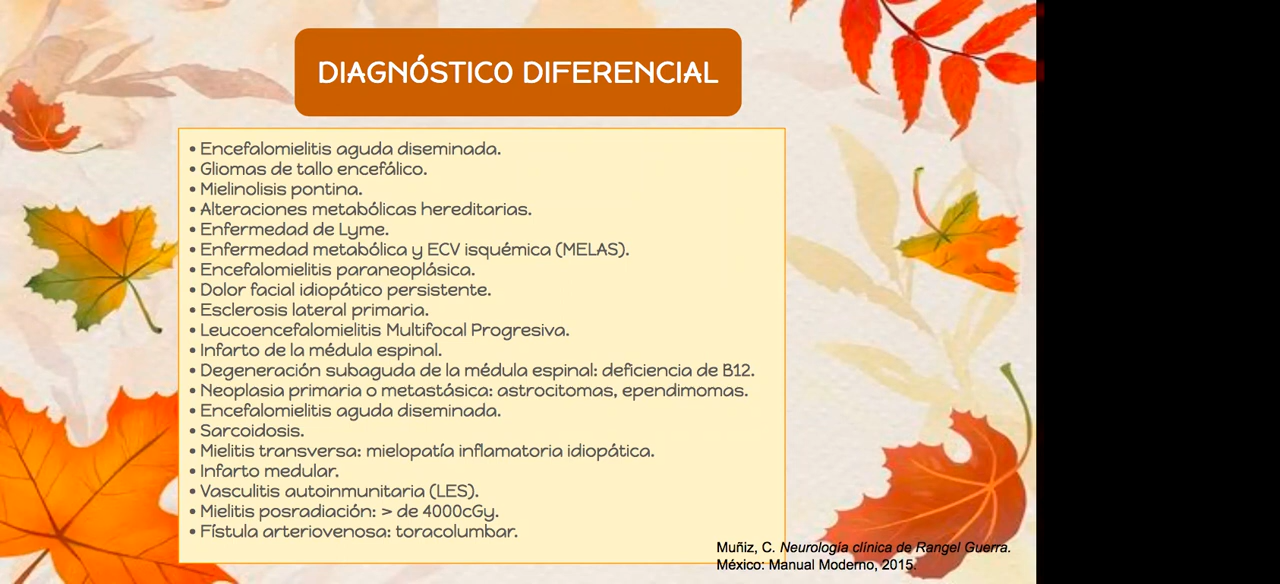 DIAGNÓSTICO DIFERENCIAL
• Encefalomielitis aguda diseminada.
• Gliomas de tallo encefálico.
• Mielinolisis pontina.
• Alteraciones metabólicas hereditarias.
• Enfermedad de Lyme.
• Enfermedad metabólica y ECV isquémica (MELAS).
• Encefalomielitis paraneoplásica.
• Dolor facial idiopático persistente.
• Esclerosis lateral primaria.
• Leucoencefalomielitis Multifocal Progresiva.
• Infarto de la médula espinal.
• Degeneración subaguda de la médula espinal: deficiencia de B12.
• Neoplasia primaria o metastásica: astrocitomas, ependimomas.
• Encefalomielitis aguda diseminada.
• Sarcoidosis.
• Mielitis transversa: mielopatía inflamatoria idiopática.
• Infarto medular.
• Vasculitis autoinmunitaria (LES).
• Mielitis posradiación: > de 4000cGy.
• Fístula arteriovenosa: toracolumbar.
Muñiz, C. Neurología clínica de Rangel Guerra.
México: Manual Moderno, 2015.